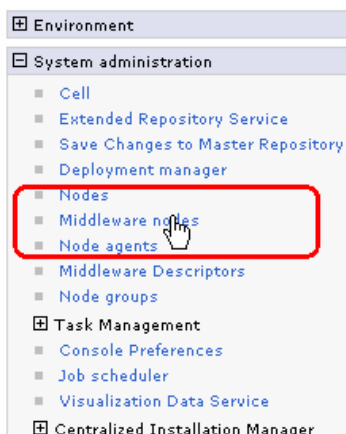 Environment
System administration
Cell
Extended Repository Service
Save Changes to Master Repository
Deployment manager
Nodes
Middleware nodes
Node agents
Middleware Descriptors
Node groups
Task Management
Console Preferences
Job scheduler
Visualization Data Service
Centralized Installation Manager